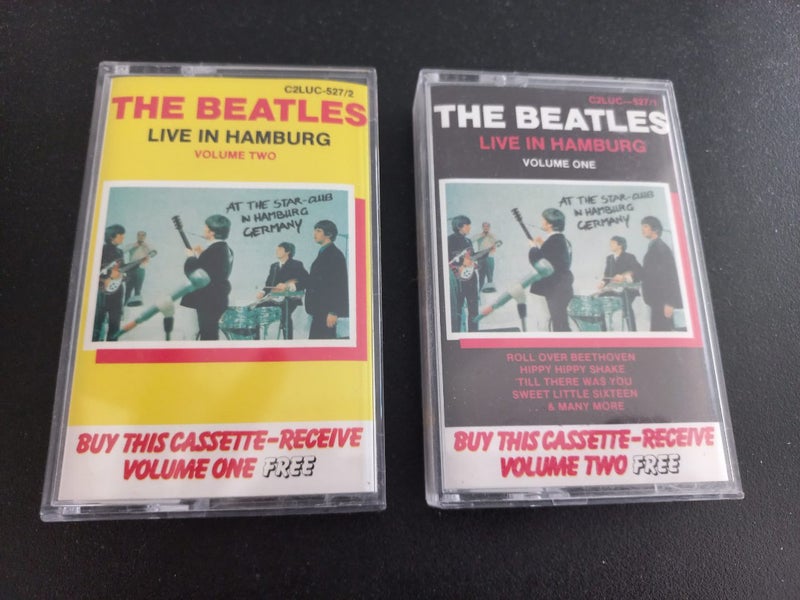 C2LUC-527/2
THE BEATLES
LIVE IN HAMBURG
VOLUME TWO
AT THE STAR-CLUB
IN HAMBURG
GERMANY
BUY THIS CASSETTE-RECEIVE
VOLUME ONE FREE
C2LUC-527/1
THE BEATLES
LIVE IN HAMBURG
VOLUME ONE
AT THE STAR-CLUB
IN HAMBURG
GERMANY
ROLL OVER BEETHOVEN
HIPPY HIPPY SHAKE
'TILL THERE WAS YOU
SWEET LITTLE SIXTEEN
& MANY MORE
BUY THIS CASSETTE-RECEIVE
VOLUME TWO FREE